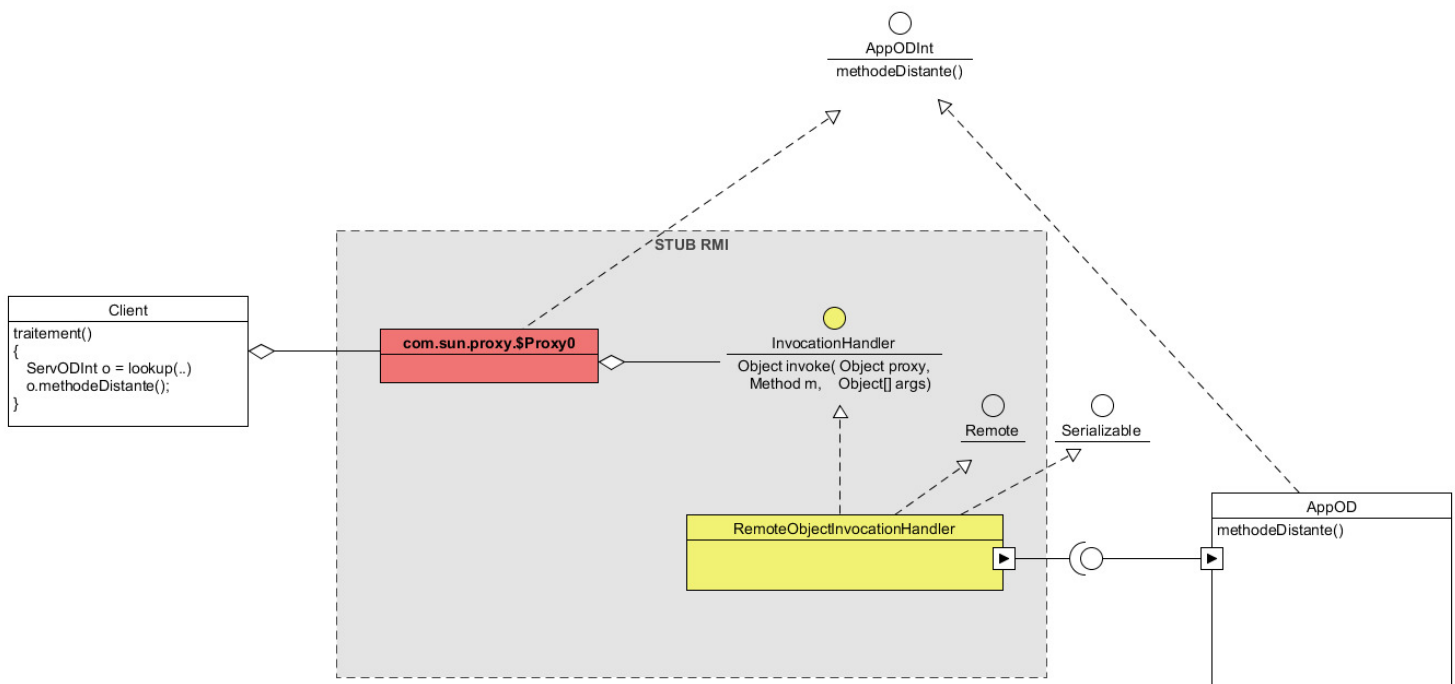 AppODInt
methodeDistante()
STUB RMI
Client
traitement()
{
ServODInt o = lookup(..)
o.methodeDistante();
}
com.sun.proxy.$Proxy0
InvocationHandler
Object invoke( Object proxy,
Method m, Object[] args)
Remote
Serializable
RemoteObjectInvocationHandler
AppOD
methodeDistante()